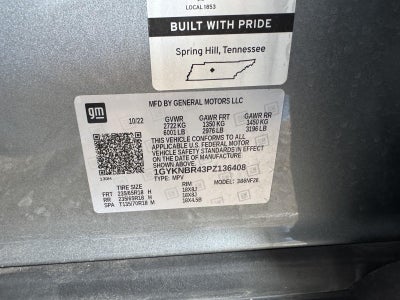 LOCAL 1853
BUILT WITH PRIDE
Spring Hill, Tennessee
gm
MFD BY GENERAL MOTORS LLC
10/22 GVWR GAWR FRT GAWR RR
2722 KG 1350 KG 1450 KG
6001 LB 2976 LB 3196 LB
THIS VEHICLE CONFORMS TO ALL
APPLICABLE U.S. FEDERAL MOTOR
VEHICLE SAFETY STANDARDS IN
EFFECT ON THE DATE OF MANUFACTURE
SHOWN ABOVE.
1GYKNBR43PZ136408
TYPE: MPV MODEL:
TIRE SIZE RIM
FRT 235/65R18 H 18X8J
RR 235/65R18 H 18X8J
SPA T135/70R18 M 18X4.5B